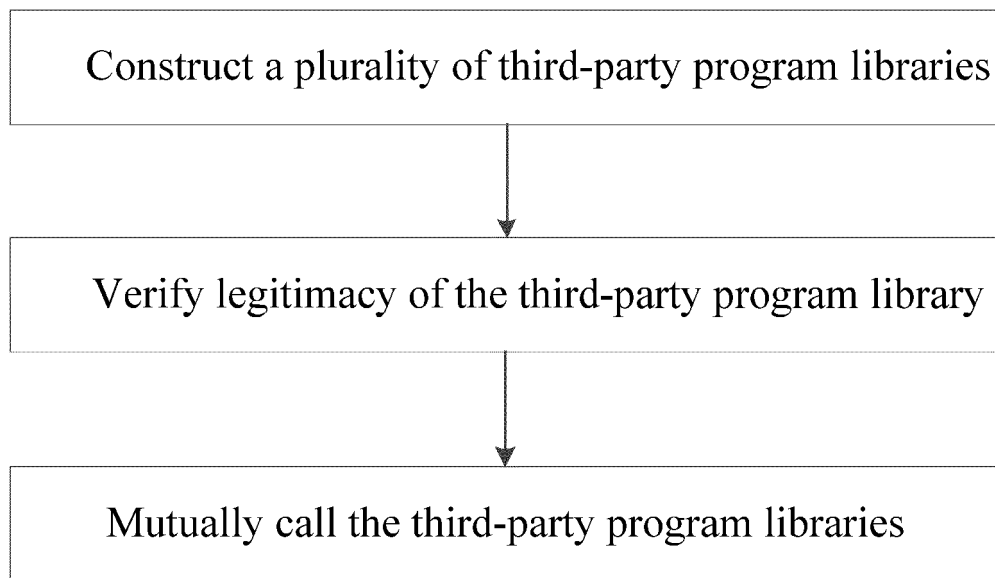 Construct a plurality of third-party program libraries
Verify legitimacy of the third-party program library
Mutually call the third-party program libraries